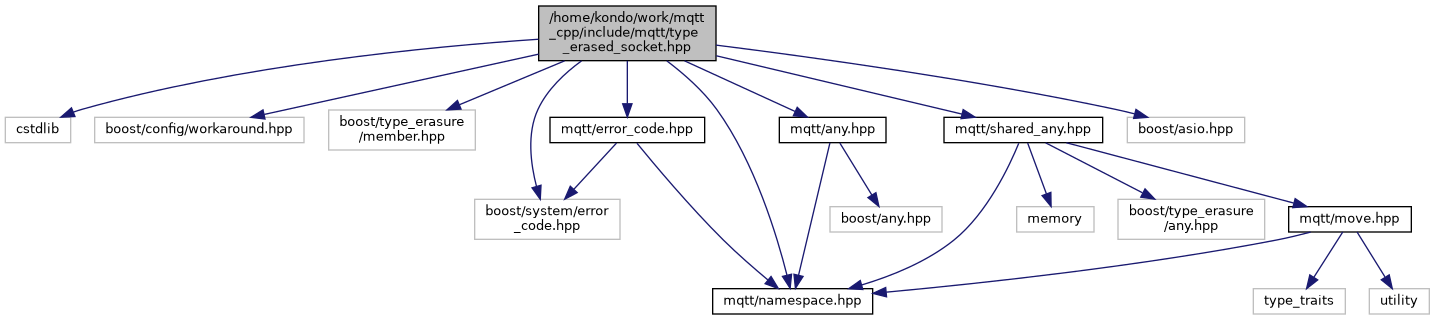 /home/kondo/work/mqtt
_cpp/include/mqtt/type
_erased_socket.hpp
cstdlib
boost/config/workaround.hpp
boost/type_erasure
/member.hpp
mqtt/error_code.hpp
mqtt/any.hpp
mqtt/shared_any.hpp
boost/asio.hpp
boost/system/error
_code.hpp
boost/any.hpp
memory
boost/type_erasure
/any.hpp
mqtt/move.hpp
mqtt/namespace.hpp
type_traits
utility